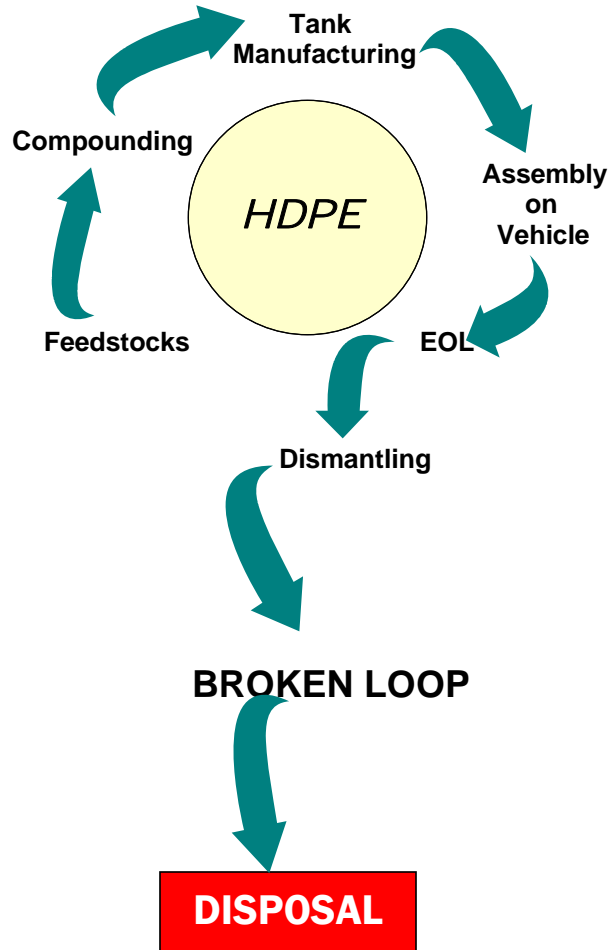 Tank
Manufacturing
Compounding
Assembly
on
Vehicle
HDPE
Feedstocks
EOL
Dismantling
BROKEN LOOP
DISPOSAL